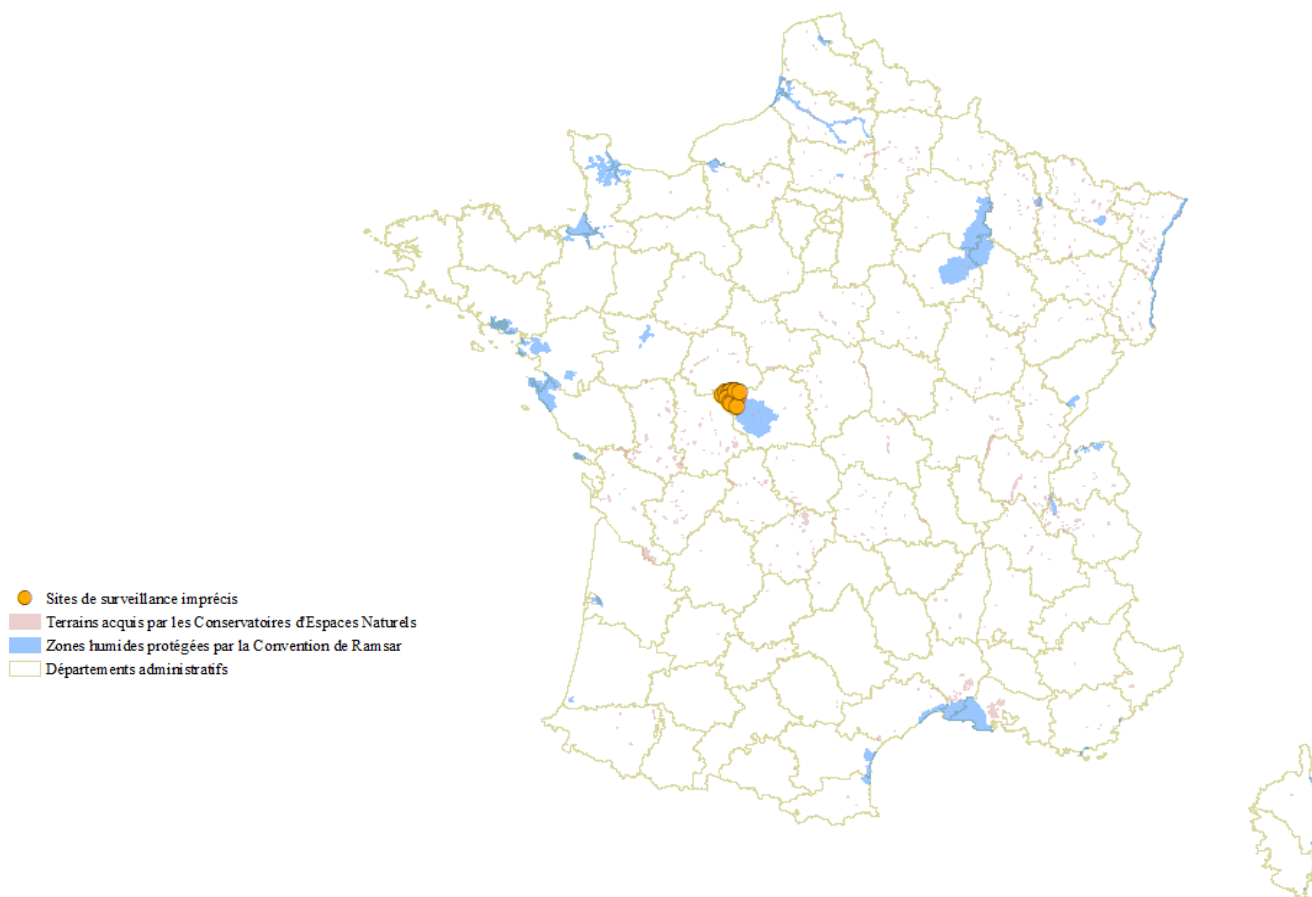 Sites de surveillance imprécis
Terrains acquis par les Conservatoires d'Espaces Naturels
Zones humides protégées par la Convention de Ramsar
Départements administratifs